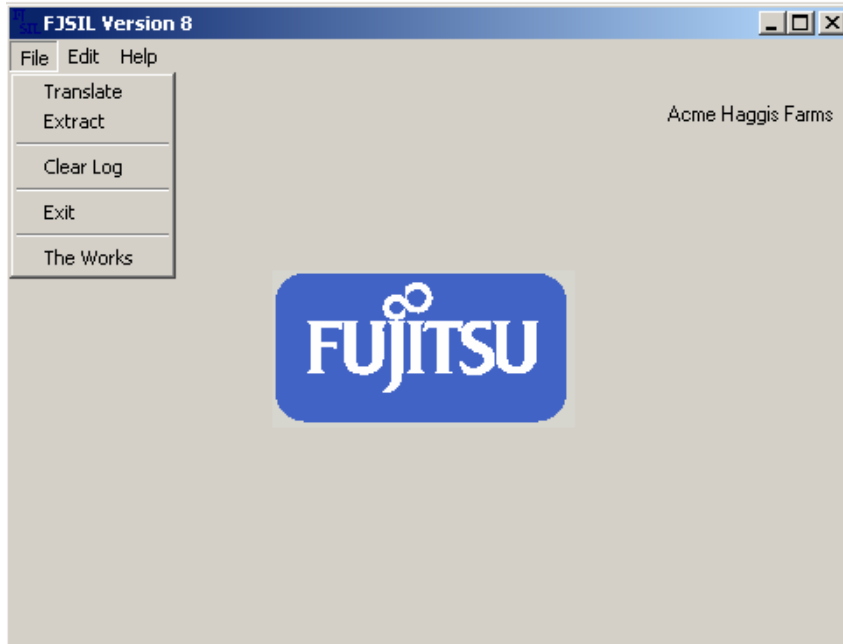 FJSIL Version 8
File Edit Help
Translate
Extract
Acme Haggis Farms
Clear Log
Exit
The Works
FUJITSU